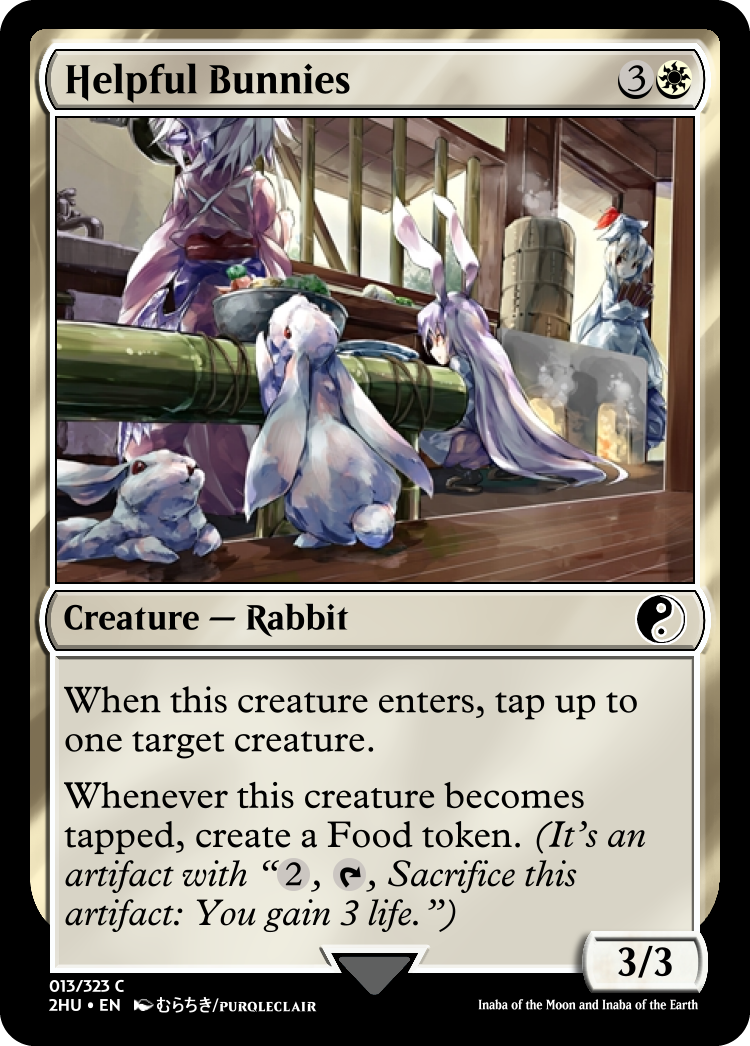 Helpful Bunnies 3
Creature — Rabbit
When this creature enters, tap up to
one target creature.
Whenever this creature becomes
tapped, create a Food token. (It's an
artifact with “2, , Sacrifice this
artifact: You gain 3 life.”)
3/3
013/323 C
2HU • EN むらちき/PURQLECLAIR
Inaba of the Moon and Inaba of the Earth